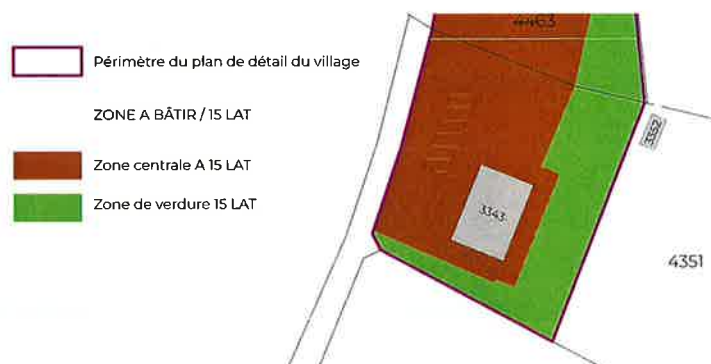 4463
Périmètre du plan de détail du village
ZONE A BÂTIR / 15 LAT
3352
Zone centrale A 15 LAT
Zone de verdure 15 LAT
3343
4351